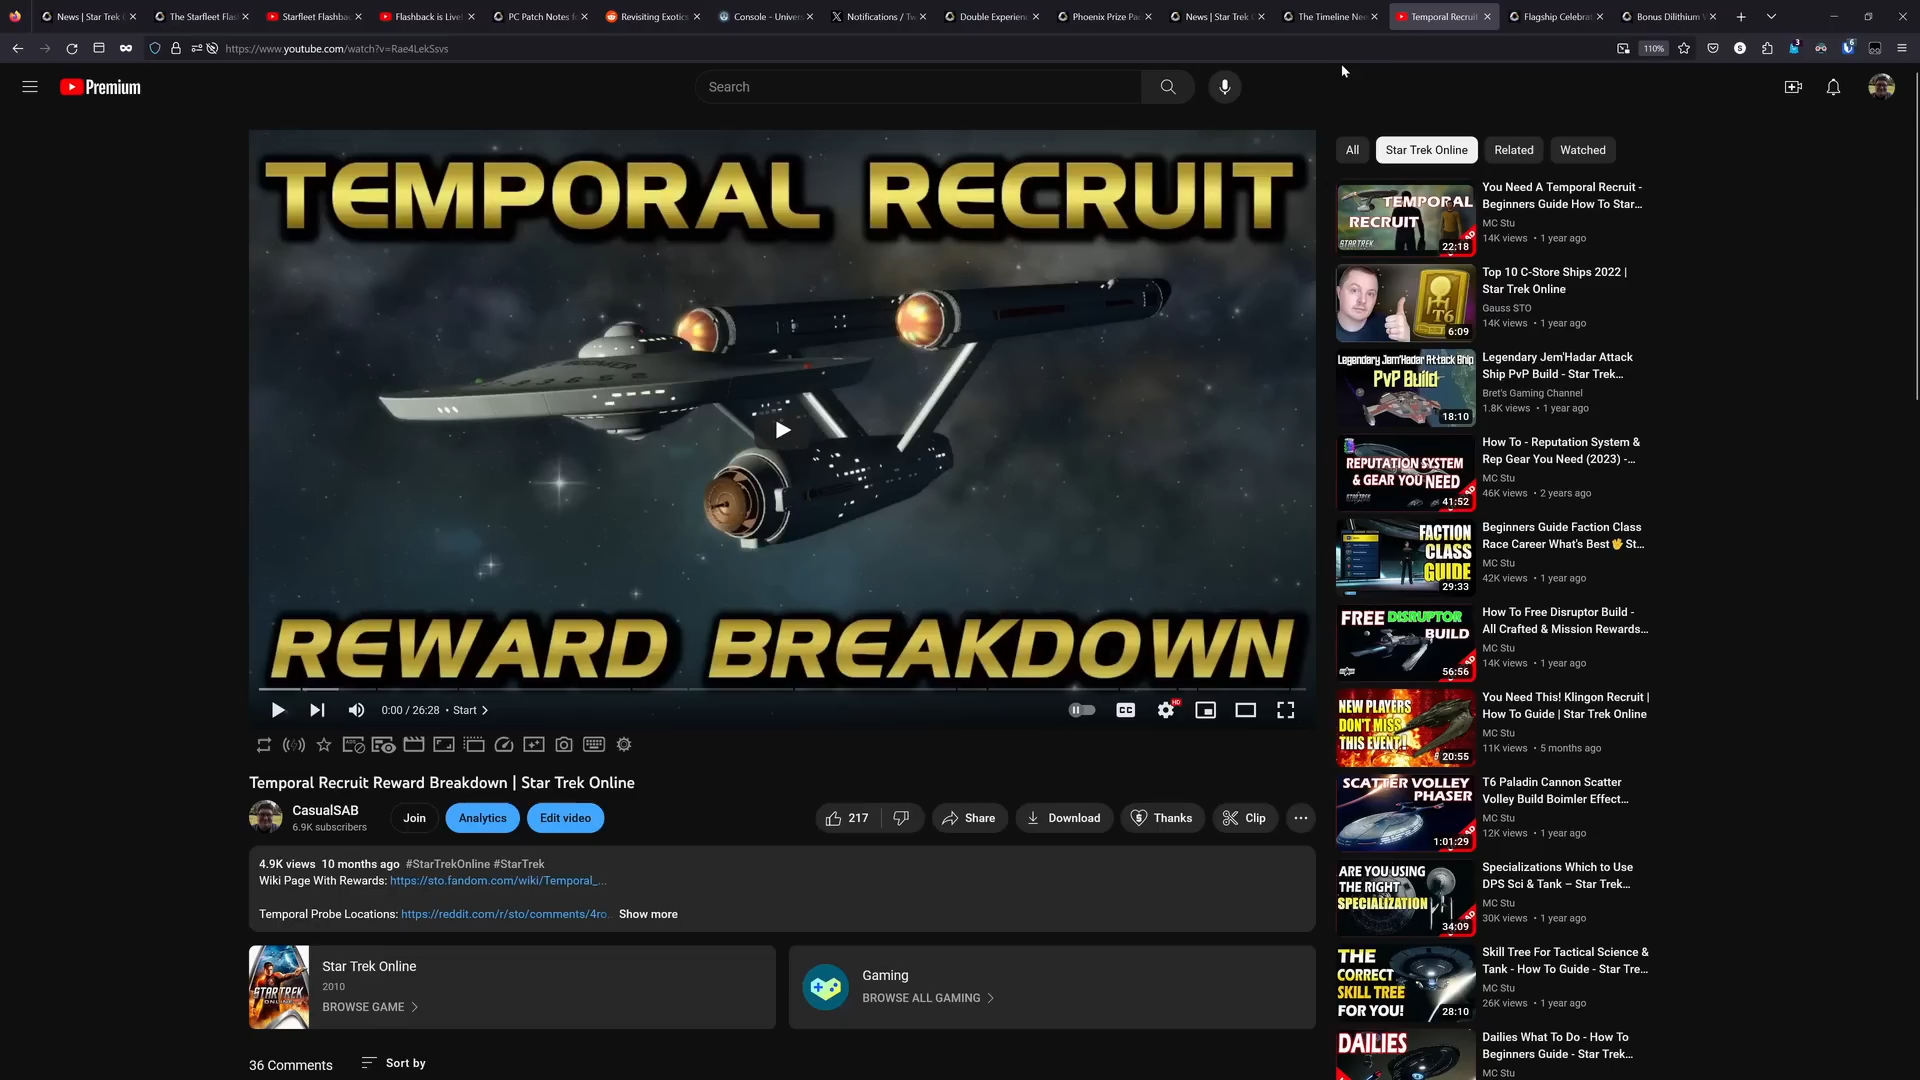 News | Star Trek
The Starfleet Flas
Starfleet Flashba
Flashback is Live!
PC Patch Notes f
Revisiting Exotics
Console - Univer
Notifications / Tw
Double Experien
Phoenix Prize Pa
News | Star Trek
The Timeline Nee
Temporal Recruit
Flagship Celebrat
Bonus Dilithium
https://www.youtube.com/watch?v=Rae4LekSsvs
110%
3
6
Premium
Search
TEMPORAL RECRUIT
REWARD BREAKDOWN
0:00 / 26:28 • Start
CC
HD
Temporal Recruit Reward Breakdown | Star Trek Online
CasualSAB
6.9K subscribers
Join
Analytics
Edit video
217
Share
Download
Thanks
Clip
4.9K views 10 months ago #StarTrekOnline #StarTrek
Wiki Page With Rewards: https://sto.fandom.com/wiki/Temporal_...
Temporal Probe Locations: https://reddit.com/r/sto/comments/4ro.. Show more
STAR TREK
ONLINE
Star Trek Online
2010
BROWSE GAME
Gaming
BROWSE ALL GAMING
36 Comments
Sort by
All
Star Trek Online
Related
Watched
TEMPORAL
RECRUIT
STAR TREK
22:18
You Need A Temporal Recruit -
Beginners Guide How To Star...
MC Stu
14K views • 1 year ago
T6
6:09
Top 10 C-Store Ships 2022 |
Star Trek Online
Gauss STO
14K views • 1 year ago
Legendary Jem'Hadar Attack Ship
PvP Build
18:10
Legendary Jem'Hadar Attack
Ship PvP Build - Star Trek...
Bret's Gaming Channel
1.8K views • 1 year ago
REPUTATION SYSTEM
& GEAR YOU NEED
41:52
How To - Reputation System &
Rep Gear You Need (2023) -...
MC Stu
46K views • 2 years ago
FACTION
CLASS
GUIDE
29:33
Beginners Guide Faction Class
Race Career What's Best🖖St...
MC Stu
42K views • 1 year ago
FREE DISRUPTOR
BUILD
56:56
How To Free Disruptor Build -
All Crafted & Mission Rewards...
MC Stu
14K views • 1 year ago
NEW PLAYERS
DON'T MISS
THIS EVENT!!
20:55
You Need This! Klingon Recruit |
How To Guide | Star Trek Online
MC Stu
11K views • 5 months ago
SCATTER VOLLEY
PHASER
1:01:29
T6 Paladin Cannon Scatter
Volley Build Boimler Effect...
MC Stu
12K views • 1 year ago
ARE YOU USING
THE RIGHT
SPECIALIZATION
34:09
Specializations Which to Use
DPS Sci & Tank – Star Trek...
MC Stu
30K views • 1 year ago
THE
CORRECT
SKILL TREE
FOR YOU!
28:10
Skill Tree For Tactical Science &
Tank - How To Guide - Star Tre...
MC Stu
26K views • 1 year ago
DAILIES
Dailies What To Do - How To
Beginners Guide - Star Trek...
MC Stu